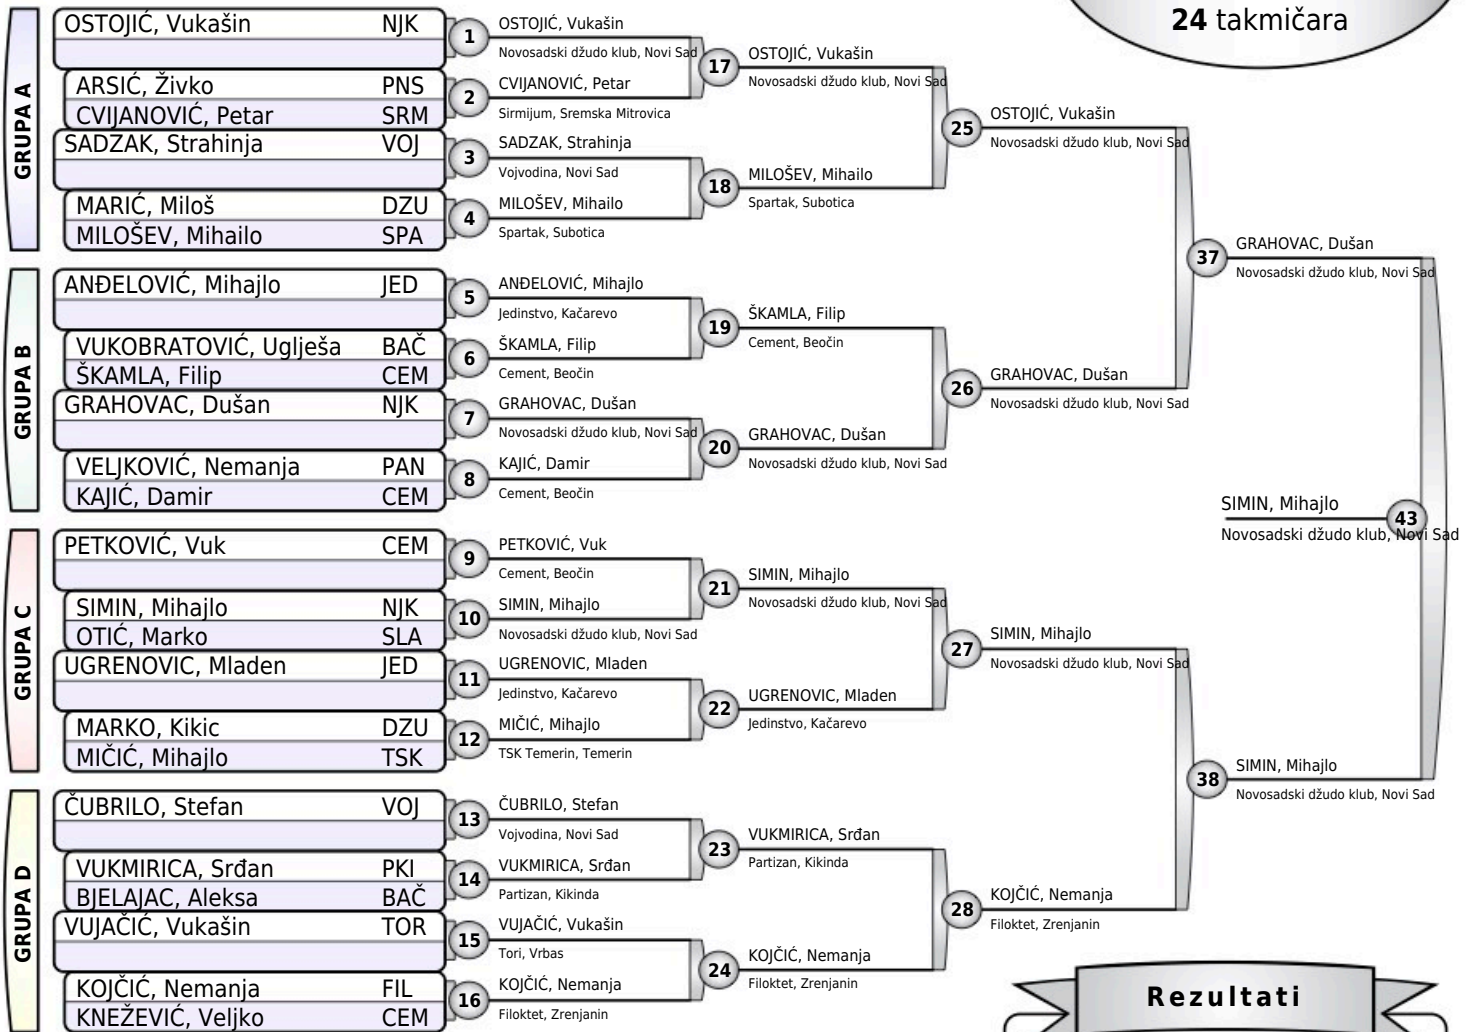 24 takmičara
GRUPA A
OSTOJIĆ, Vukašin NJK
ARSIĆ, Živko PNS
CVIJANOVIĆ, Petar SRM
SADZAK, Strahinja VOJ
MARIĆ, Miloš DZU
MILOŠEV, Mihailo SPA
GRUPA B
ANĐELOVIĆ, Mihajlo JED
VUKOBRATOVIĆ, Uglješa BAČ
ŠKAMLA, Filip CEM
GRAHOVAC, Dušan NJK
VELJKOVIĆ, Nemanja PAN
KAJIĆ, Damir CEM
GRUPA C
PETKOVIĆ, Vuk CEM
SIMIN, Mihajlo NJK
OTIĆ, Marko SLA
UGRENOVIC, Mladen JED
MARKO, Kikic DZU
MIČIĆ, Mihajlo TSK
GRUPA D
ČUBRILO, Stefan VOJ
VUKMIRICA, Srđan PKI
BJELAJAC, Aleksa BAČ
VUJAČIĆ, Vukašin TOR
KOJČIĆ, Nemanja FIL
KNEŽEVIĆ, Veljko CEM
1
OSTOJIĆ, Vukašin
Novosadski džudo klub, Novi Sad
2
CVIJANOVIĆ, Petar
Sirmijum, Sremska Mitrovica
3
SADZAK, Strahinja
Vojvodina, Novi Sad
4
MILOŠEV, Mihailo
Spartak, Subotica
5
ANĐELOVIĆ, Mihajlo
Jedinstvo, Kačarevo
6
ŠKAMLA, Filip
Cement, Beočin
7
GRAHOVAC, Dušan
Novosadski džudo klub, Novi Sad
8
KAJIĆ, Damir
Cement, Beočin
9
PETKOVIĆ, Vuk
Cement, Beočin
10
SIMIN, Mihajlo
Novosadski džudo klub, Novi Sad
11
UGRENOVIC, Mladen
Jedinstvo, Kačarevo
12
MIČIĆ, Mihajlo
TSK Temerin, Temerin
13
ČUBRILO, Stefan
Vojvodina, Novi Sad
14
VUKMIRICA, Srđan
Partizan, Kikinda
15
VUJAČIĆ, Vukašin
Tori, Vrbas
16
KOJČIĆ, Nemanja
Filoktet, Zrenjanin
17
OSTOJIĆ, Vukašin
Novosadski džudo klub, Novi Sad
18
MILOŠEV, Mihailo
Spartak, Subotica
19
ŠKAMLA, Filip
Cement, Beočin
20
GRAHOVAC, Dušan
Novosadski džudo klub, Novi Sad
21
SIMIN, Mihajlo
Novosadski džudo klub, Novi Sad
22
UGRENOVIC, Mladen
Jedinstvo, Kačarevo
23
VUKMIRICA, Srđan
Partizan, Kikinda
24
KOJČIĆ, Nemanja
Filoktet, Zrenjanin
25
OSTOJIĆ, Vukašin
Novosadski džudo klub, Novi Sad
26
GRAHOVAC, Dušan
Novosadski džudo klub, Novi Sad
27
SIMIN, Mihajlo
Novosadski džudo klub, Novi Sad
28
KOJČIĆ, Nemanja
Filoktet, Zrenjanin
37
GRAHOVAC, Dušan
Novosadski džudo klub, Novi Sad
38
SIMIN, Mihajlo
Novosadski džudo klub, Novi Sad
43
SIMIN, Mihajlo
Novosadski džudo klub, Novi Sad
Rezultati